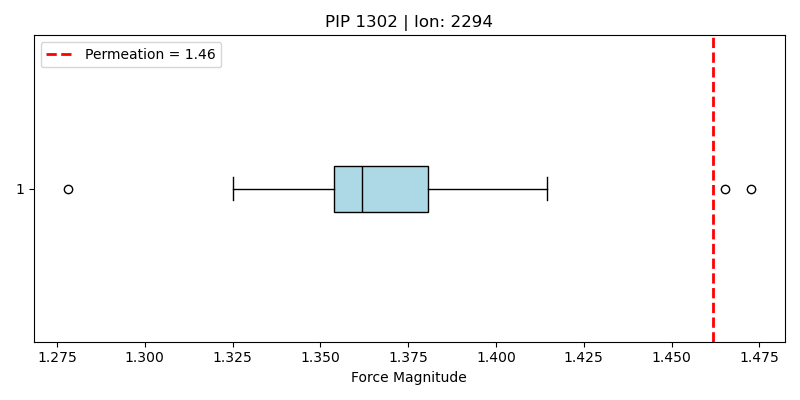 PIP 1302 | lon: 2294
Permeation = 1.46
1
1.275 1.300 1.325 1.350 1.375 1.400 1.425 1.450 1.475
Force Magnitude